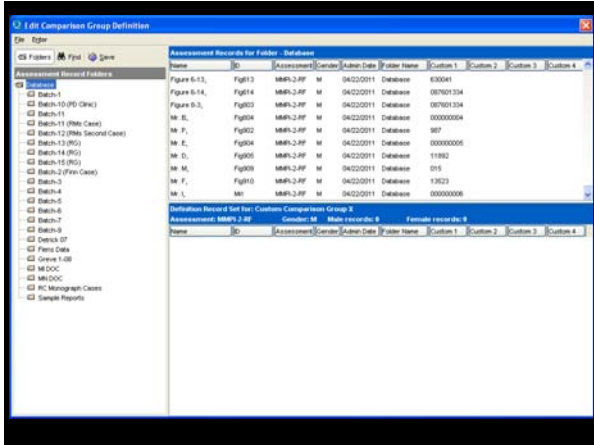 Edit Comparison Group Definition
File Enter
Folders Find Save
Assessment Record Folders
Database
Batch-1
Batch-10 (PD Clinic)
Batch-11
Batch-11 (RMs Case)
Batch-12 (RMs Second Case)
Batch-13 (RG)
Batch-14 (RG)
Batch-15 (RG)
Batch-2 (Finn Case)
Batch-3
Batch-4
Batch-5
Batch-6
Batch-7
Batch-9
Detrick 07
Fiems Data
Greve 1-08
MI DOC
MN DOC
RC Monograph Cases
Sample Reports
Assessment Records for Folder - Database
Name ID Assessment Gender Admin Date Folder Name Custom 1 Custom 2 Custom 3 Custom 4
Figure 6-13, Fig613 MMPI-2-RF M 04/22/2011 Database 630041
Figure 6-14, Fig614 MMPI-2-RF M 04/22/2011 Database 087601334
Figure 8-3, Fig803 MMPI-2-RF M 04/22/2011 Database 087601334
Mr. B, Fig804 MMPI-2-RF M 04/22/2011 Database 000000004
Mr. P, Fig902 MMPI-2-RF M 04/22/2011 Database 987
Mr. E, Fig904 MMPI-2-RF M 04/22/2011 Database 000000005
Mr. D, Fig906 MMPI-2-RF M 04/22/2011 Database 11892
Mr. M, Fig909 MMPI-2-RF M 04/22/2011 Database 015
Mr. F, Fig910 MMPI-2-RF M 04/22/2011 Database 13523
Mr. I, MMPI-2-RF M 04/22/2011 Database 000000006
Definition Record Set for: Custom Comparison Group X
Assessment: MMPI-2-RF Gender: M Male records: 0 Female records: 0
Name ID Assessment Gender Admin Date Folder Name Custom 1 Custom 2 Custom 3 Custom 4